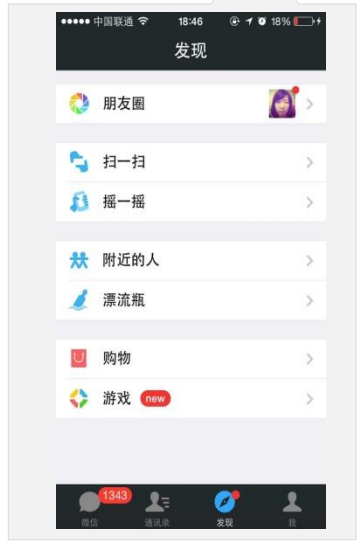 中国联通 18:46 18%
发现
朋友圈
扫一扫
摇一摇
附近的人
漂流瓶
购物
游戏 new
1343
微信 通讯录 发现 我